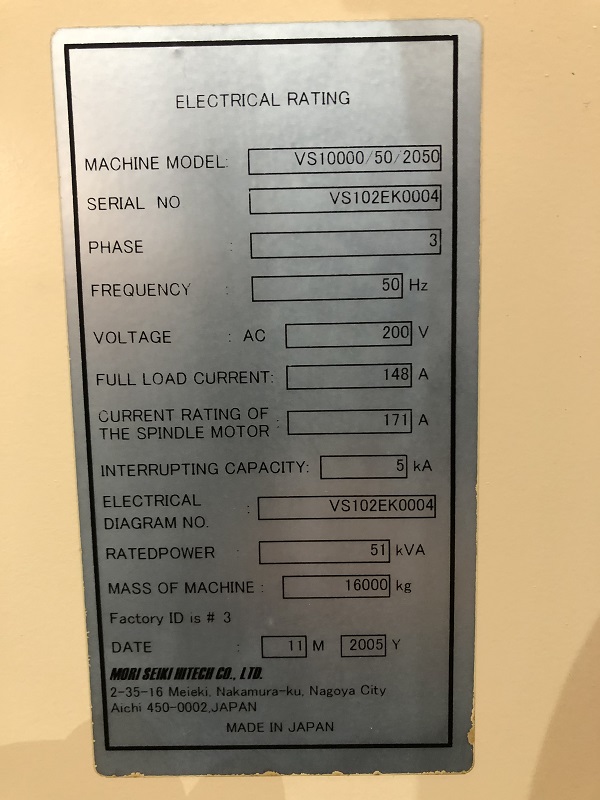 ELECTRICAL RATING
MACHINE MODEL: VS10000/50/2050
SERIAL NO VS102EK0004
PHASE : 3
FREQUENCY : 50 Hz
VOLTAGE : AC 200 V
FULL LOAD CURRENT: 148 A
CURRENT RATING OF
THE SPINDLE MOTOR : 171 A
INTERRUPTING CAPACITY: 5 kA
ELECTRICAL
DIAGRAM NO. : VS102EK0004
RATEDPOWER : 51 kVA
MASS OF MACHINE : 16000 kg
Factory ID is # 3
DATE : 11 M 2005 Y
MORI SEIKI HITECH CO., LTD.
2-35-16 Meieki, Nakamura-ku, Nagoya City
Aichi 450-0002,JAPAN
MADE IN JAPAN